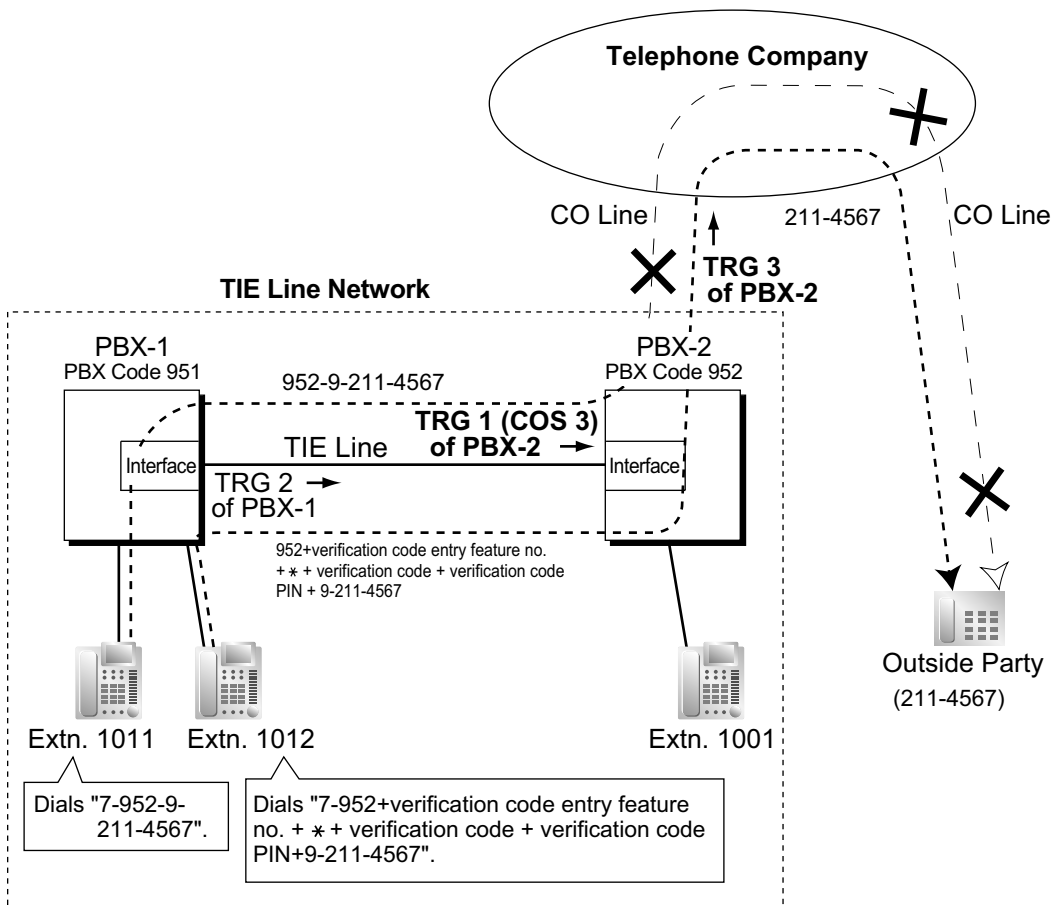 Telephone Company
CO Line
211-4567
CO Line
TRG 3
of PBX-2
TIE Line Network
PBX-1
PBX Code 951
PBX-2
PBX Code 952
952-9-211-4567
TRG 1 (COS 3)
of PBX-2
TIE Line
Interface
Interface
TRG 2
of PBX-1
952+verification code entry feature no.
+ * + verification code + verification code
PIN + 9-211-4567
Outside Party
(211-4567)
Extn. 1011
Extn. 1012
Extn. 1001
Dials "7-952-9-
211-4567".
Dials "7-952+verification code entry feature
no. + * + verification code + verification code
PIN+9-211-4567".